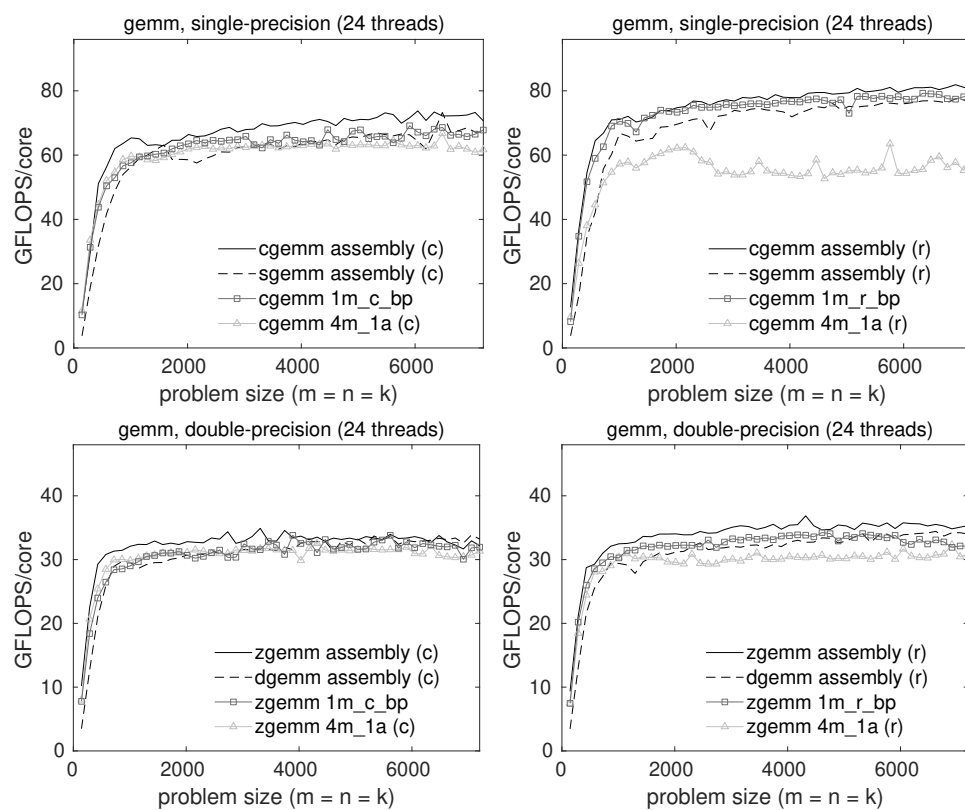 gemm, single-precision (24 threads)
GFLOPS/core
80
60
40
20
0
cgemm assembly (c)
sgemm assembly (c)
cgemm 1m_c_bp
cgemm 4m_1a (c)
0 2000 4000 6000
problem size (m = n = k)
gemm, single-precision (24 threads)
GFLOPS/core
80
60
40
20
0
cgemm assembly (r)
sgemm assembly (r)
cgemm 1m_r_bp
cgemm 4m_1a (r)
0 2000 4000 6000
problem size (m = n = k)
gemm, double-precision (24 threads)
GFLOPS/core
40
30
20
10
0
zgemm assembly (c)
dgemm assembly (c)
zgemm 1m_c_bp
zgemm 4m_1a (c)
0 2000 4000 6000
problem size (m = n = k)
gemm, double-precision (24 threads)
GFLOPS/core
40
30
20
10
0
zgemm assembly (r)
dgemm assembly (r)
zgemm 1m_r_bp
zgemm 4m_1a (r)
0 2000 4000 6000
problem size (m = n = k)